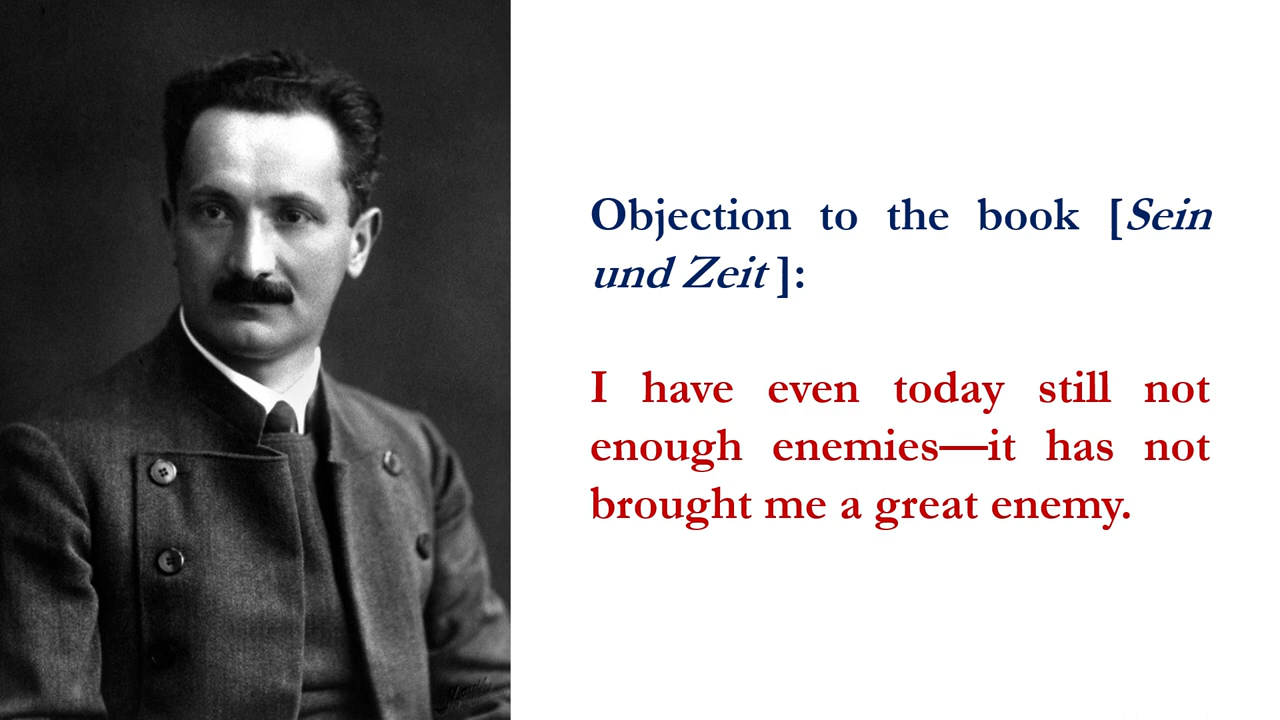 Objection to the book [Sein
und Zeit ]:
I have even today still not
enough enemies—it has not
brought me a great enemy.